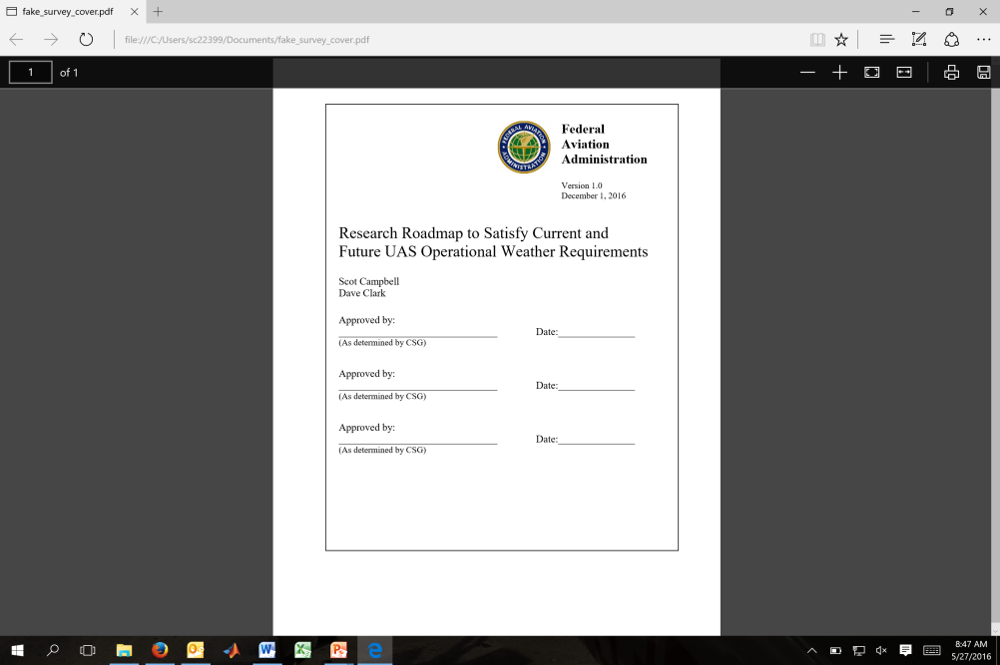 fake_survey_cover.pdf
file:///C:/Users/sc22399/Documents/fake_survey_cover.pdf
1 of 1
FEDERAL AVIATION ADMINISTRATION
Federal
Aviation
Administration
Version 1.0
December 1, 2016
Research Roadmap to Satisfy Current and
Future UAS Operational Weather Requirements
Scot Campbell
Dave Clark
Approved by:
Date:
(As determined by CSG)
Approved by:
Date:
(As determined by CSG)
Approved by:
Date:
(As determined by CSG)
8:47 AM
5/27/2016